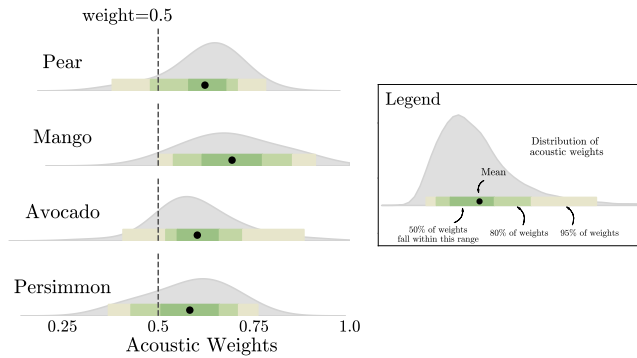 weight=0.5
Pear
Mango
Avocado
Persimmon
0.25
0.5
0.75
1.0
Acoustic Weights
Legend
Distribution of
acoustic weights
Mean
50% of weights
fall within this range
80% of weights
95% of weights